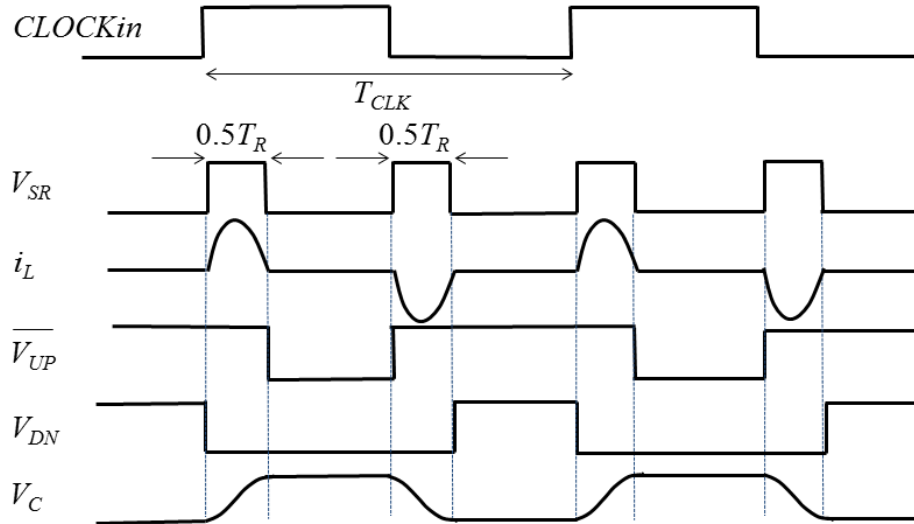 CLOCKin
T_CLK
0.5T_R 0.5T_R
V_SR
i_L
V̅_UP
V_DN
V_C